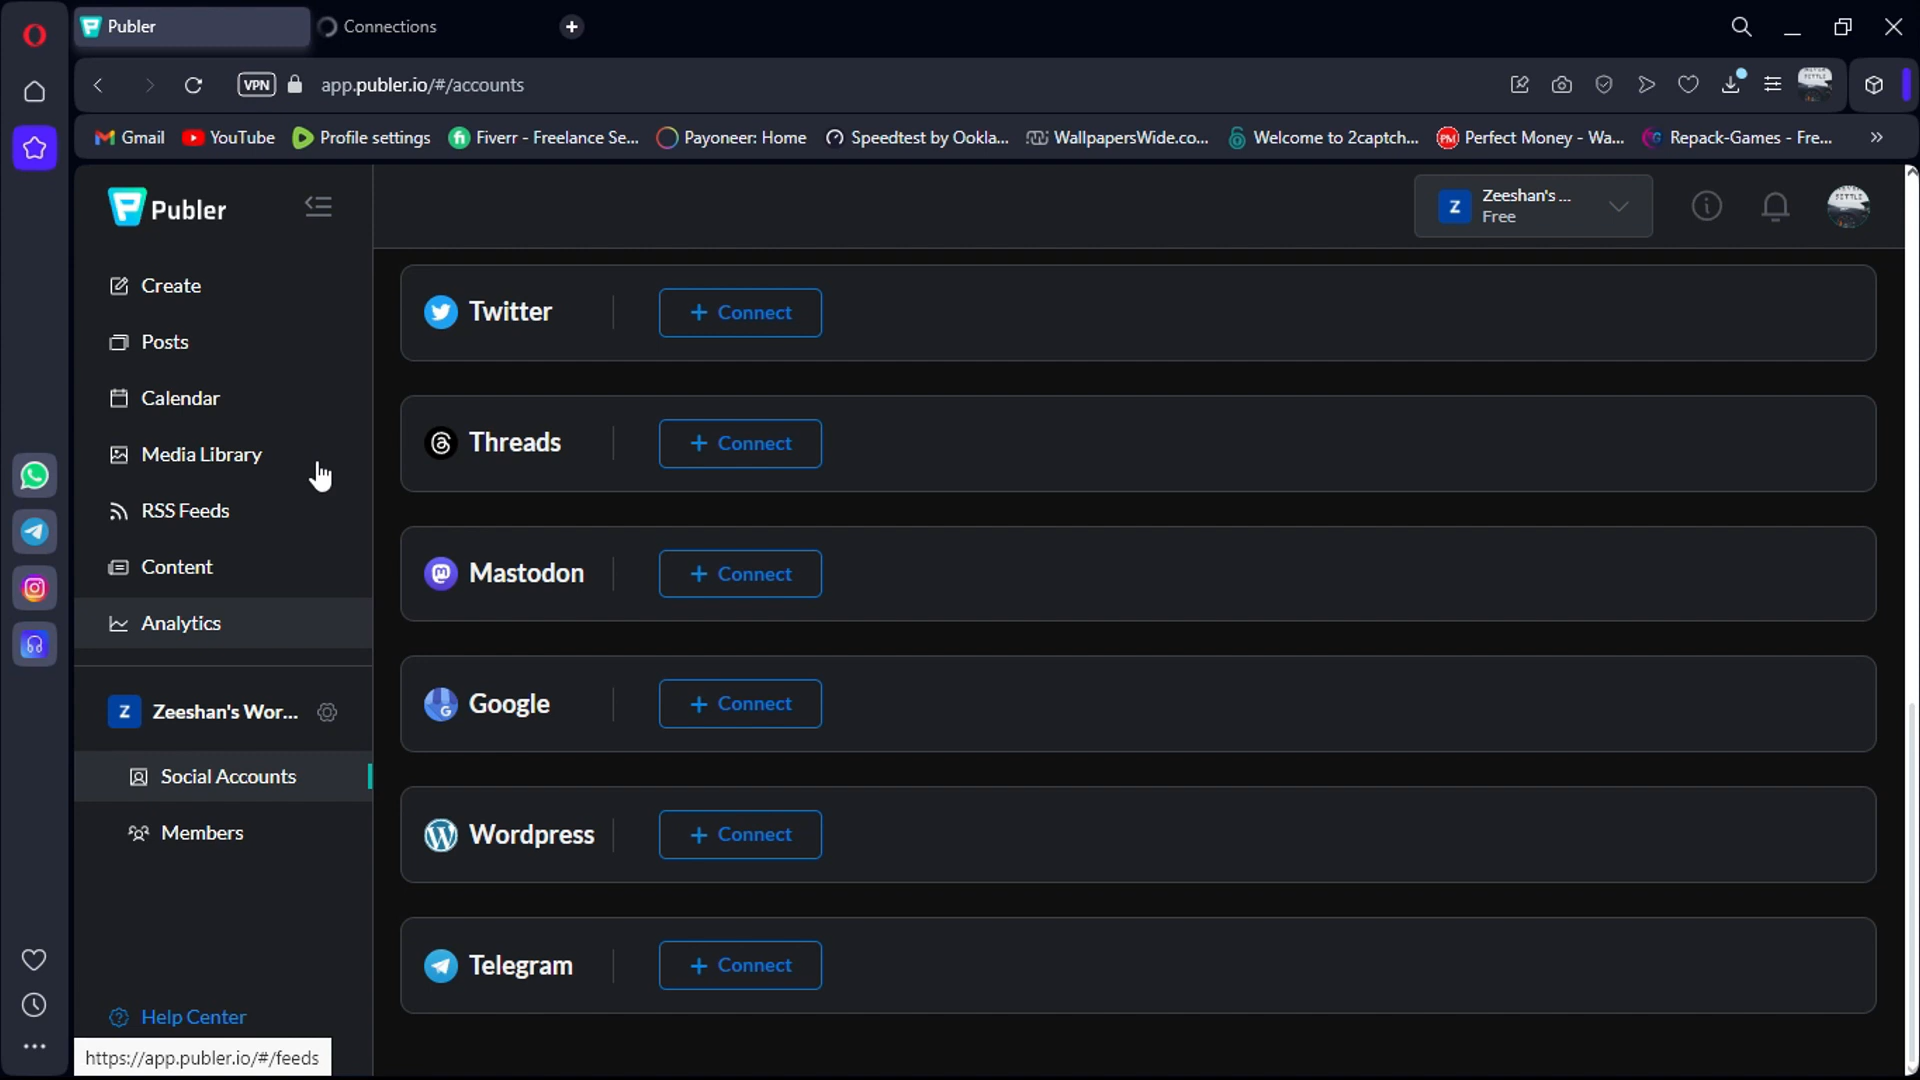 Publer
Connections
VPN
app.publer.io/#/accounts
Gmail
YouTube
Profile settings
Fiverr - Freelance Se...
Payoneer: Home
Speedtest by Ookla...
WallpapersWide.co...
Welcome to 2captch...
Perfect Money - Wa...
Repack-Games - Fre...
Publer
Z
Zeeshan's ...
Free
Create
Posts
Calendar
Media Library
RSS Feeds
Content
Analytics
Z
Zeeshan's Wor...
Social Accounts
Members
Help Center
Twitter
+ Connect
Threads
+ Connect
Mastodon
+ Connect
Google
+ Connect
Wordpress
+ Connect
Telegram
+ Connect
https://app.publer.io/#/feeds